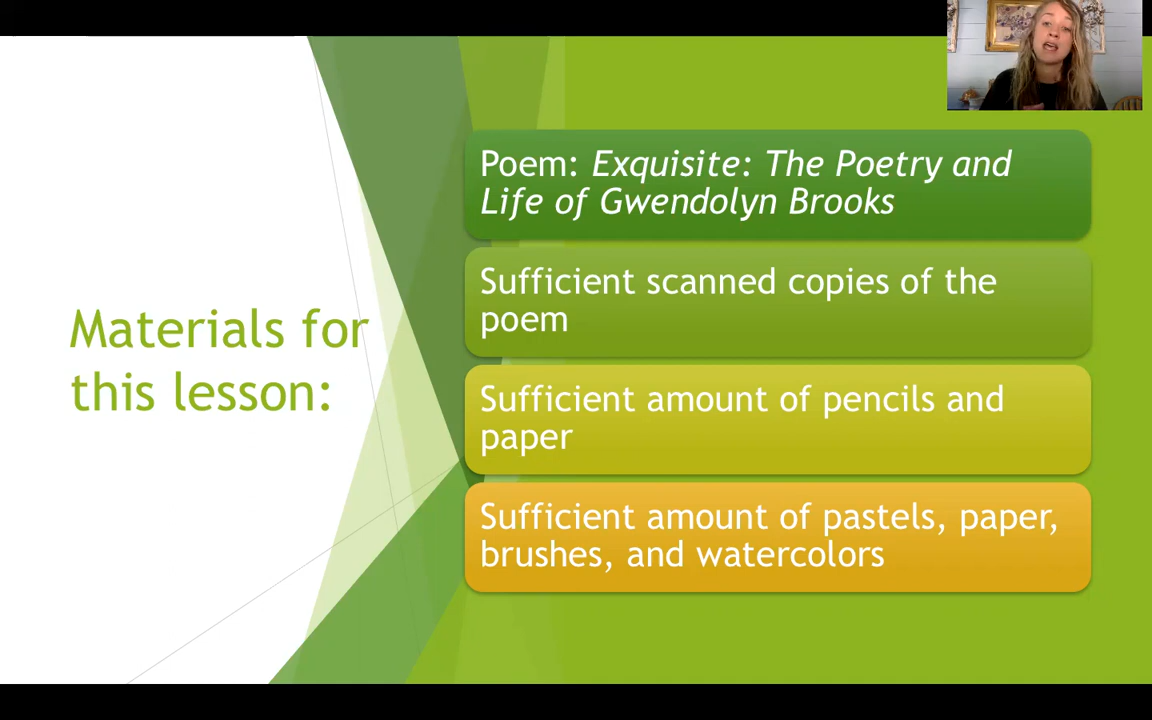 Materials for
this lesson:
Poem: Exquisite: The Poetry and
Life of Gwendolyn Brooks
Sufficient scanned copies of the
poem
Sufficient amount of pencils and
paper
Sufficient amount of pastels, paper,
brushes, and watercolors